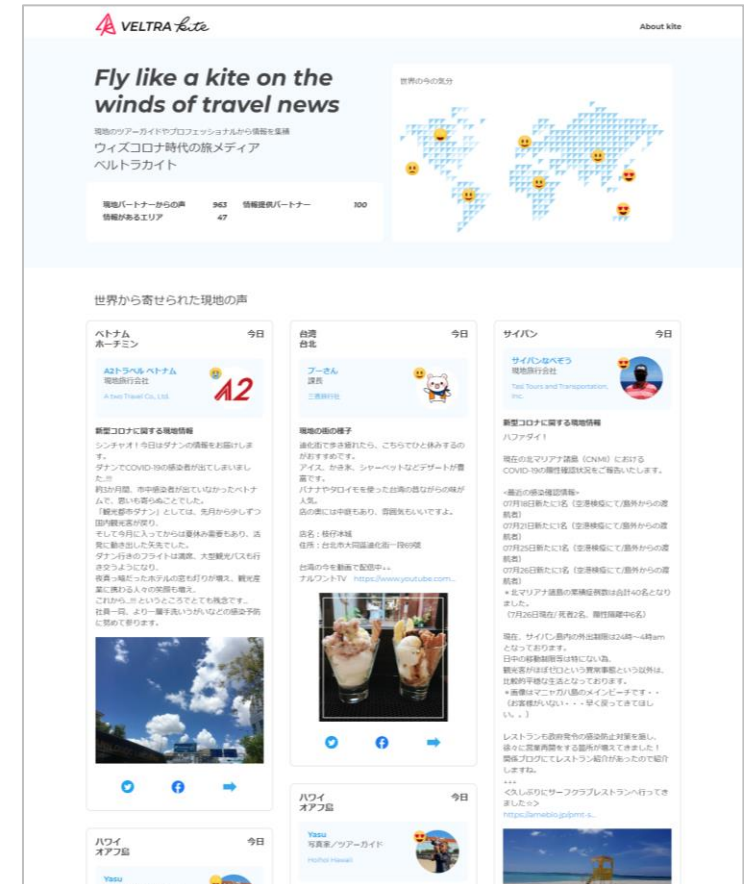 VELTRA kite
About kite
Fly like a kite on the
winds of travel news
現地のツアーガイドやプロフェッショナルから情報を集積
ウィズコロナ時代の旅メディア
ベルトラカイト
現地パートナーからの声 963 情報提供パートナー 100
情報があるエリア 47
世界の今の気分
世界から寄せられた現地の声
ベトナム 今日
ホーチミン
A2トラベル ベトナム
現地旅行会社
A two Travel Co., Ltd.
A2
新型コロナに関する現地情報
シンチャオ！今日はダナンの情報をお届けしま
す。
ダナンでCOVID-19の感染者が出てしまいまし
た..!!!
約3か月間、市中感染者が出ていなかったベトナ
ムで、思いも寄らぬことでした。
「観光都市ダナン」としては、先月から少しずつ
国内観光客が戻り、
そして今月に入ってからは夏休み需要もあり、活
発に動き出した矢先でした。
ダナン行きのフライトは満席、大型観光バスも行
き交うようになり、
夜真っ暗だったホテルの窓も灯りが増え、観光産
業に携わる人々の笑顔も増え、
これから..!!! というところでとても残念です..
社員一同、より一層手洗いうがいなどの感染予防
に努めて参ります。
ハワイ 今日
オアフ島
Yasu
台湾 今日
台北
プーさん
課長
三普旅行社
現地の街の様子
迪化街で歩き疲れたら、こちらでひと休みするの
がおすすめです。
アイス、かき氷、シャーベットなどデザートが豊
富です。
バナナやタロイモを使った台湾の昔ながらの味が
人気。
店の奥には中庭もあり、雰囲気もいいですよ。
店名：枝仔冰城
住所：台北市大同區迪化街一段69號
台湾の今を動画で配信中↓↓
ナルワントTV https://www.youtube.com...
ハワイ 今日
オアフ島
Yasu
写真家／ツアーガイド
Hoihoi Hawaii
サイパン 今日
サイパンなべぞう
現地旅行会社
Tasi Tours and Transportation,
Inc.
新型コロナに関する現地情報
ハファダイ！
現在の北マリアナ諸島（CNMI）における
COVID-19の陽性確認状況をご報告いたします。
<最近の感染確認情報>
07月18日新たに1名（空港検疫にて/島外からの渡
航者）
07月21日新たに1名（空港検疫にて/島外からの渡
航者）
07月25日新たに1名（空港検疫にて/島外からの渡
航者）
07月26日新たに1名（空港検疫にて/島外からの渡
航者）
＊北マリアナ諸島の累積症例数は合計40名となり
ました。
（7月26日現在/ 死者2名、陽性隔離中6名）
現在、サイパン島内の外出制限は24時～4時am
となっております。
日中の移動制限等は特にない為、
観光客がほぼゼロという異常事態という以外は、
比較的平穏な生活となっております。
＊画像はマニャガハ島のメインビーチです・・
（お客様がいない・・・早く戻ってきてほし
い。。）
レストランも政府発令の感染防止対策を施し、
徐々に営業再開をする箇所が増えてきました！
関係ブログにてレストラン紹介があったので紹介
しますね。
↓↓↓
＜久しぶりにサーフクラブレストランへ行ってき
ました☆＞
https://ameblo.jp/pmt-s...